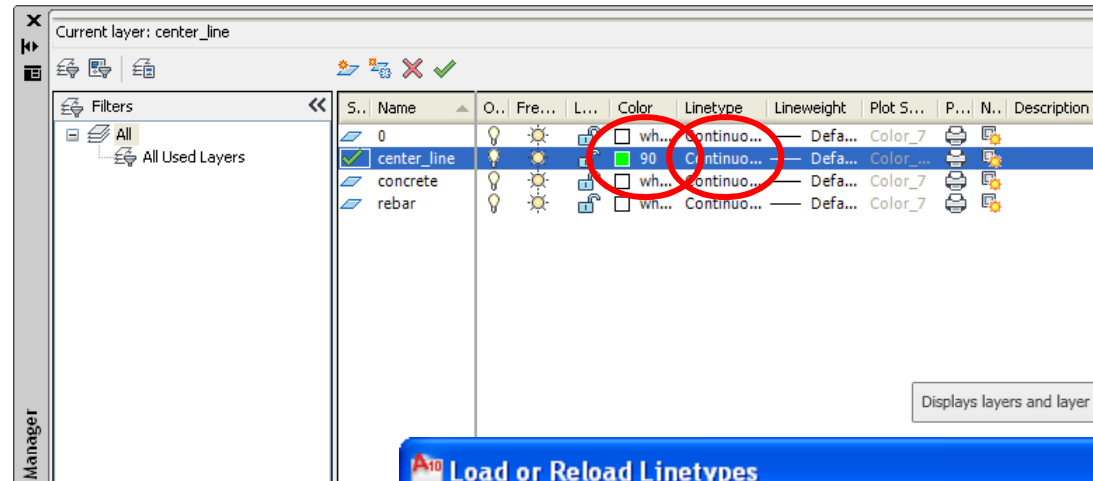 Current layer: center_line
Filters
All
All Used Layers
S.. Name O.. Fre... L... Color Linetype Lineweight Plot S... P... N.. Description
0 wh... Continuo... Defa... Color_7
center_line 90 Continuo... Defa... Color_...
concrete wh... Continuo... Defa... Color_7
rebar wh... Continuo... Defa... Color_7
Displays layers and layer
Manager
A10 Load or Reload Linetypes